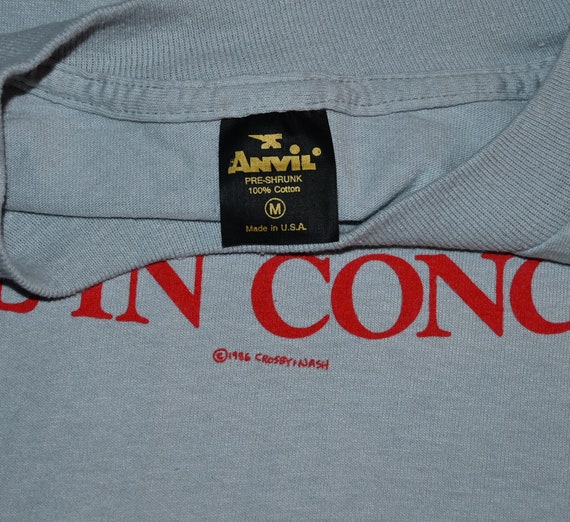 ANVIL®
PRE-SHRUNK
100% Cotton
M
Made in U.S.A.
IN CONC
©1986 CROSBY & NASH